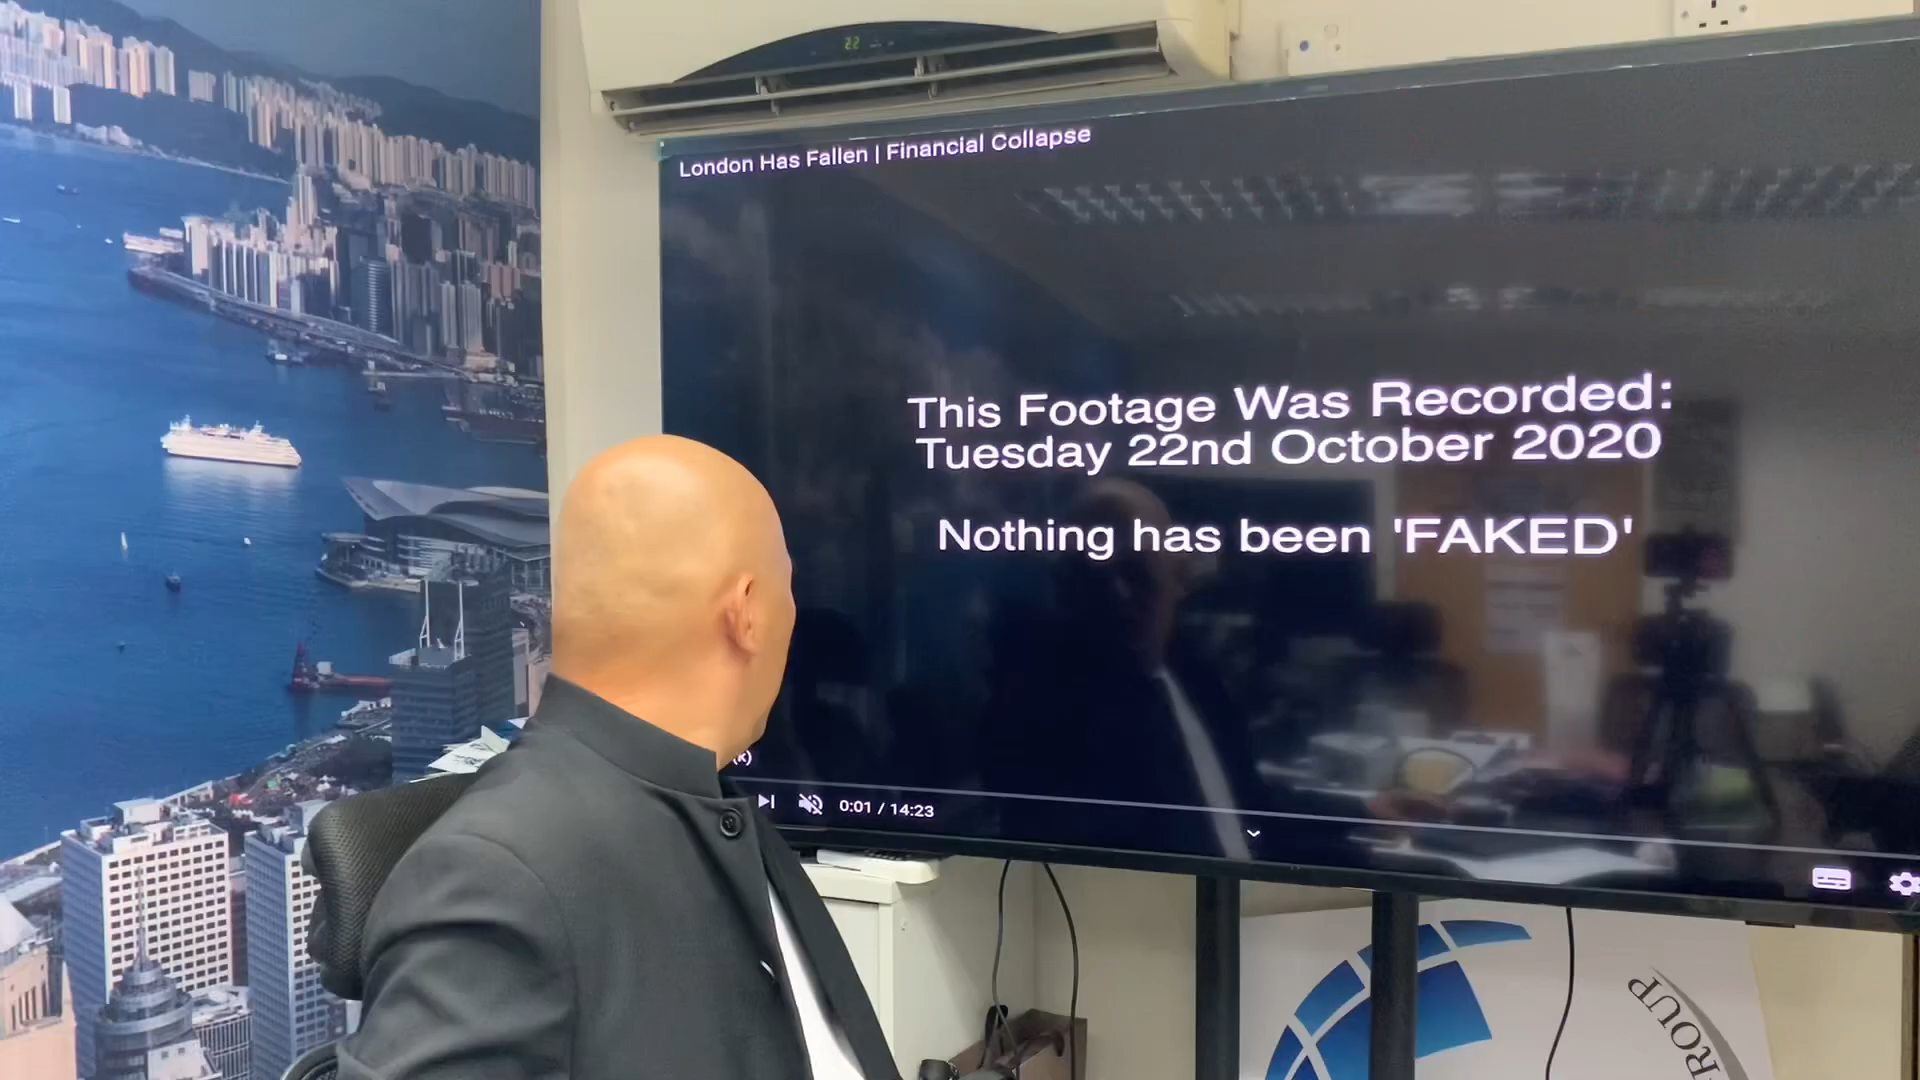 22
London Has Fallen | Financial Collapse
This Footage Was Recorded:
Tuesday 22nd October 2020
Nothing has been 'FAKED'
(k)
0:01 / 14:23
ROUP